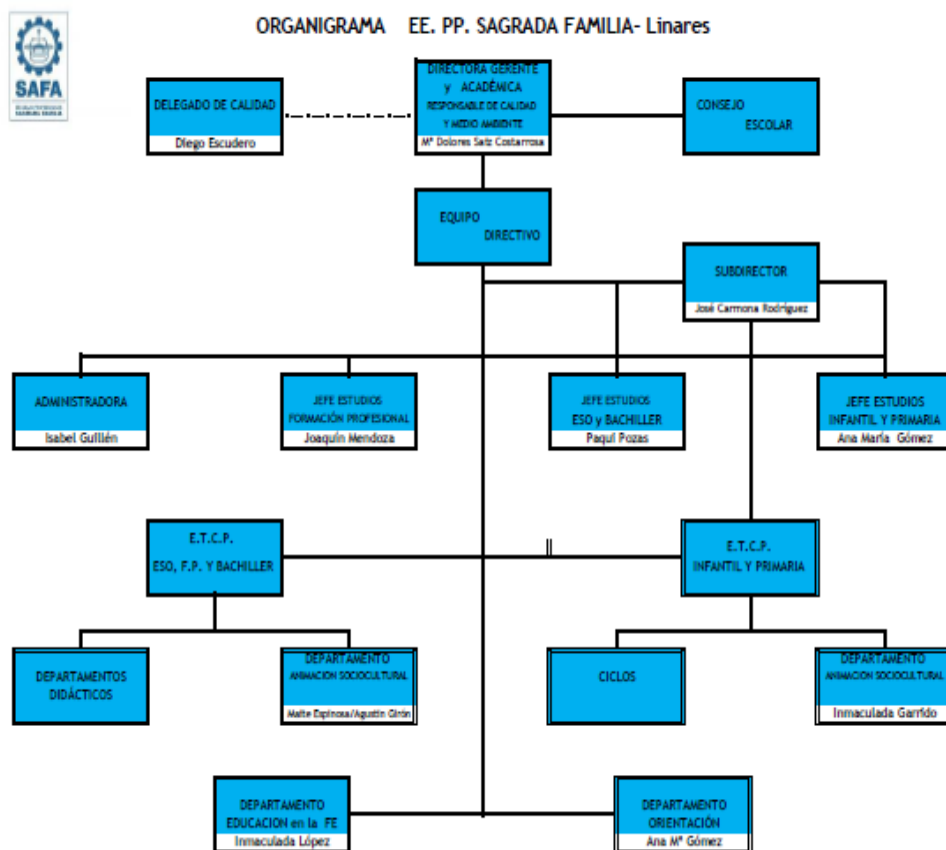 ORGANIGRAMA EE. PP. SAGRADA FAMILIA- Linares
SAFA
SAGRADA FAMILIA
DELEGADO DE CALIDAD
Diego Escudero
DIRECTORA GERENTE
y ACADÉMICA
RESPONSABLE DE CALIDAD
Y MEDIO AMBIENTE
Mª Dolores Saiz Costarrosa
CONSEJO
ESCOLAR
EQUIPO
DIRECTIVO
SUBDIRECTOR
José Carmona Rodríguez
ADMINISTRADORA
Isabel Guillén
JEFE ESTUDIOS
FORMACIÓN PROFESIONAL
Joaquín Mendoza
JEFE ESTUDIOS
ESO y BACHILLER
Paqui Pozas
JEFE ESTUDIOS
INFANTIL Y PRIMARIA
Ana María Gómez
E.T.C.P.
ESO, F.P. Y BACHILLER
E.T.C.P.
INFANTIL Y PRIMARIA
DEPARTAMENTOS
DIDÁCTICOS
DEPARTAMENTO
ANIMACION SOCIOCULTURAL
Maite Espinosa/Agustín Girón
CICLOS
DEPARTAMENTO
ANIMACION SOCIOCULTURAL
Inmaculada Garrido
DEPARTAMENTO
EDUCACION en la FE
Inmaculada López
DEPARTAMENTO
ORIENTACIÓN
Ana Mª Gómez